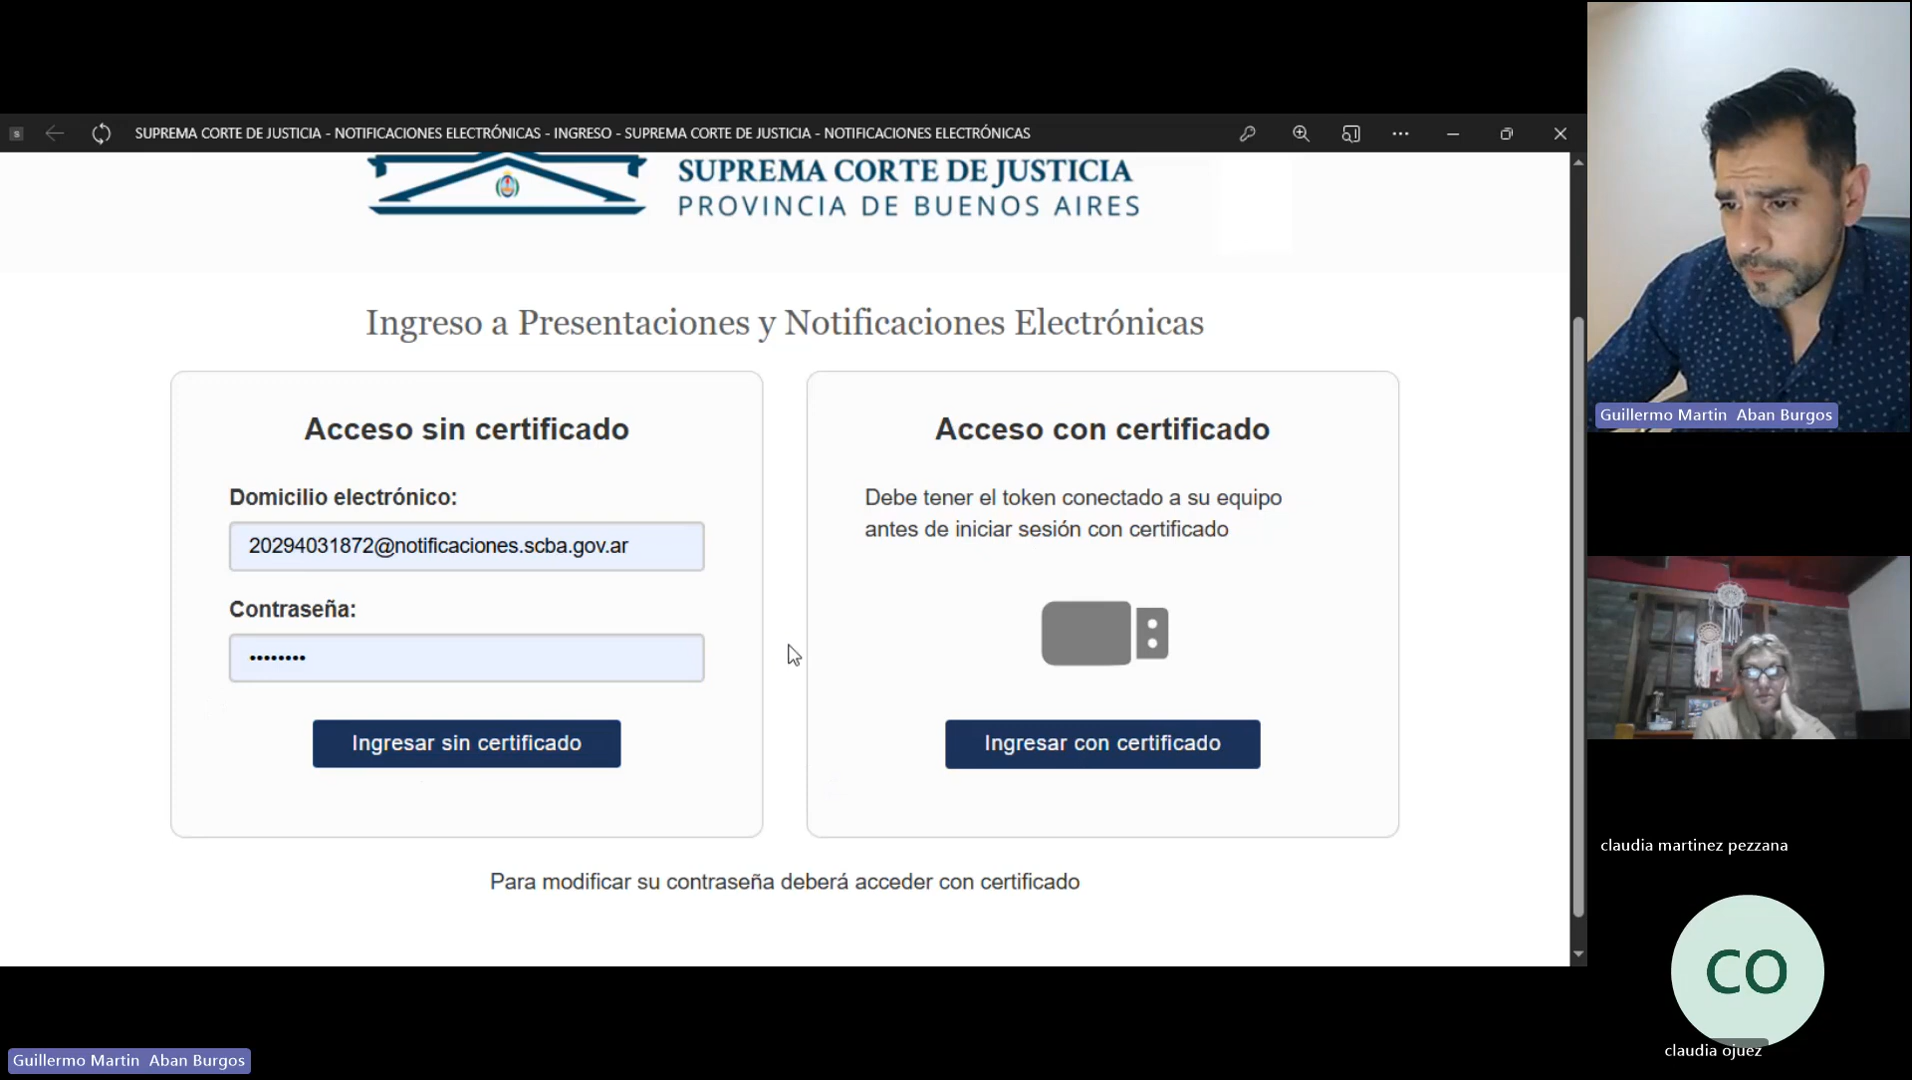 SUPREMA CORTE DE JUSTICIA - NOTIFICACIONES ELECTRÓNICAS - INGRESO - SUPREMA CORTE DE JUSTICIA - NOTIFICACIONES ELECTRÓNICAS
SUPREMA CORTE DE JUSTICIA
PROVINCIA DE BUENOS AIRES
Ingreso a Presentaciones y Notificaciones Electrónicas
Acceso sin certificado
Domicilio electrónico:
20294031872@notificaciones.scba.gov.ar
Contraseña:
••••••••
Ingresar sin certificado
Acceso con certificado
Debe tener el token conectado a su equipo
antes de iniciar sesión con certificado
Ingresar con certificado
Para modificar su contraseña deberá acceder con certificado
Guillermo Martin Aban Burgos
claudia martinez pezzana
CO
claudia ojuez
Guillermo Martin Aban Burgos